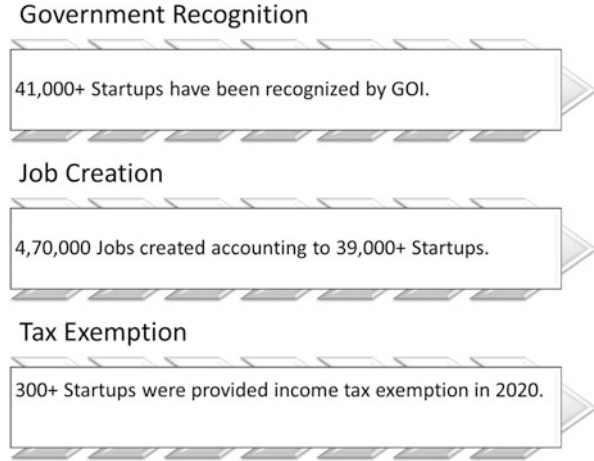 Government Recognition
41,000+ Startups have been recognized by GOI.
Job Creation
4,70,000 Jobs created accounting to 39,000+ Startups.
Tax Exemption
300+ Startups were provided income tax exemption in 2020.